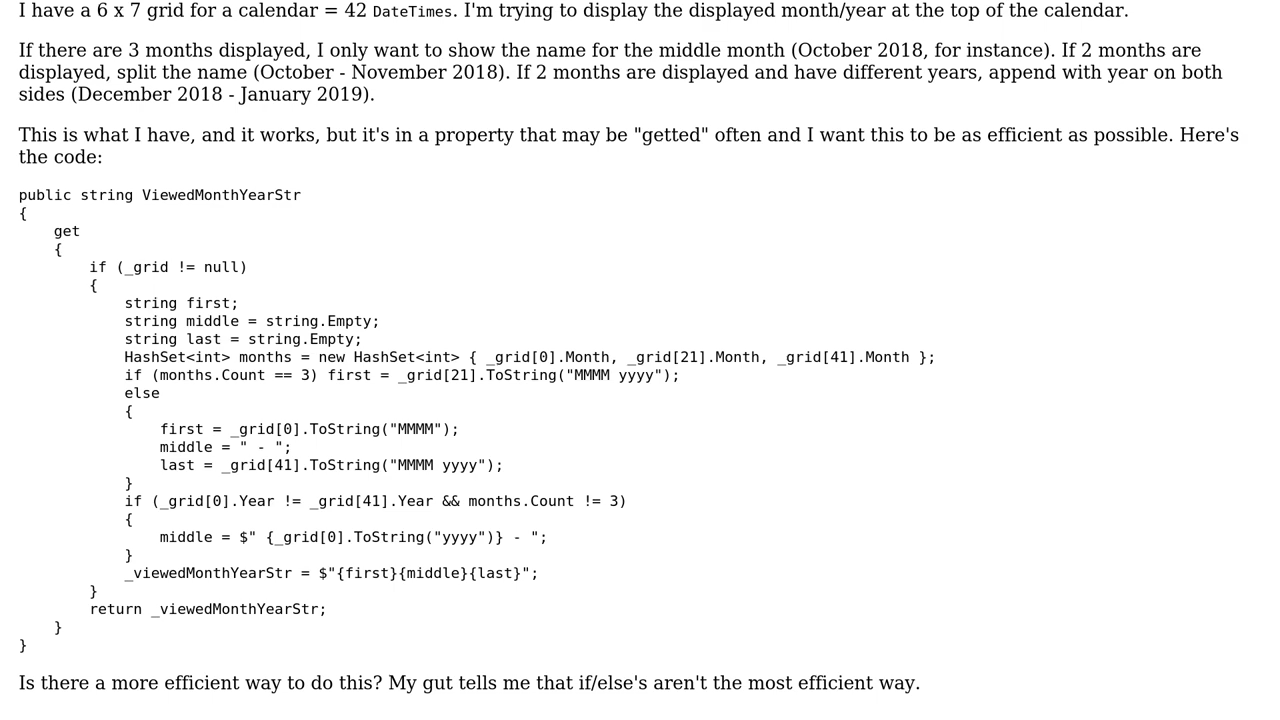 I have a 6 x 7 grid for a calendar = 42 DateTimes. I'm trying to display the displayed month/year at the top of the calendar.
If there are 3 months displayed, I only want to show the name for the middle month (October 2018, for instance). If 2 months are
displayed, split the name (October - November 2018). If 2 months are displayed and have different years, append with year on both
sides (December 2018 - January 2019).
This is what I have, and it works, but it's in a property that may be "getted" often and I want this to be as efficient as possible. Here's
the code:
public string ViewedMonthYearStr
{
    get
    {
        if (_grid != null)
        {
            string first;
            string middle = string.Empty;
            string last = string.Empty;
            HashSet<int> months = new HashSet<int> { _grid[0].Month, _grid[21].Month, _grid[41].Month };
            if (months.Count == 3) first = _grid[21].ToString("MMMM yyyy");
            else
            {
                first = _grid[0].ToString("MMMM");
                middle = " - ";
                last = _grid[41].ToString("MMMM yyyy");
            }
            if (_grid[0].Year != _grid[41].Year && months.Count != 3)
            {
                middle = $" {_grid[0].ToString("yyyy")} - ";
            }
            _viewedMonthYearStr = $"{first}{middle}{last}";
        }
        return _viewedMonthYearStr;
    }
}
Is there a more efficient way to do this? My gut tells me that if/else's aren't the most efficient way.